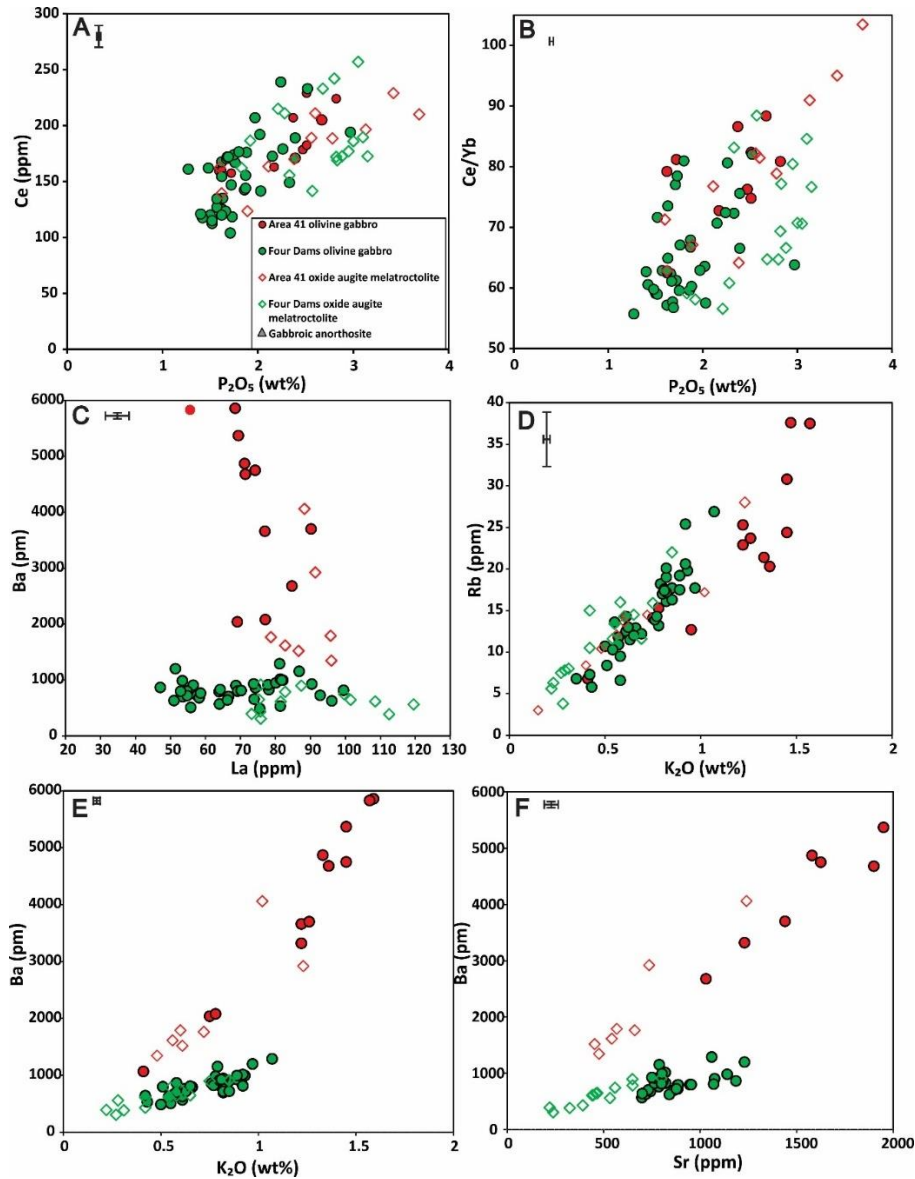 A
300
250
200
150
100
50
0
Ce (ppm)
0 1 2 3 4
P₂O₅ (wt%)
Area 41 olivine gabbro
Four Dams olivine gabbro
Area 41 oxide augite melatroctolite
Four Dams oxide augite
melatroctolite
Gabbroic anorthosite
B
100
90
80
70
60
50
Ce/Yb
0 1 2 3 4
P₂O₅ (wt%)
C
6000
5000
4000
3000
2000
1000
0
Ba (pm)
20 30 40 50 60 70 80 90 100 110 120 130
La (ppm)
D
40
35
30
25
20
15
10
5
0
Rb (ppm)
0 0.5 1 1.5 2
K₂O (wt%)
E
6000
5000
4000
3000
2000
1000
0
Ba (pm)
0 0.5 1 1.5 2
K₂O (wt%)
F
6000
5000
4000
3000
2000
1000
0
Ba (pm)
0 500 1000 1500 2000
Sr (ppm)